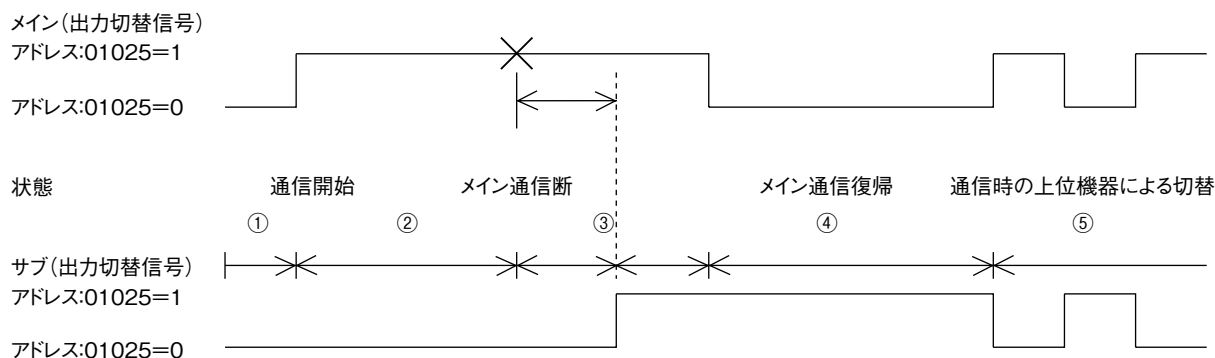 メイン（出力切替信号）
アドレス：01025＝1
アドレス：01025＝0
状態 通信開始 メイン通信断 メイン通信復帰 通信時の上位機器による切替
① ② ③ ④ ⑤
サブ（出力切替信号）
アドレス：01025＝1
アドレス：01025＝0